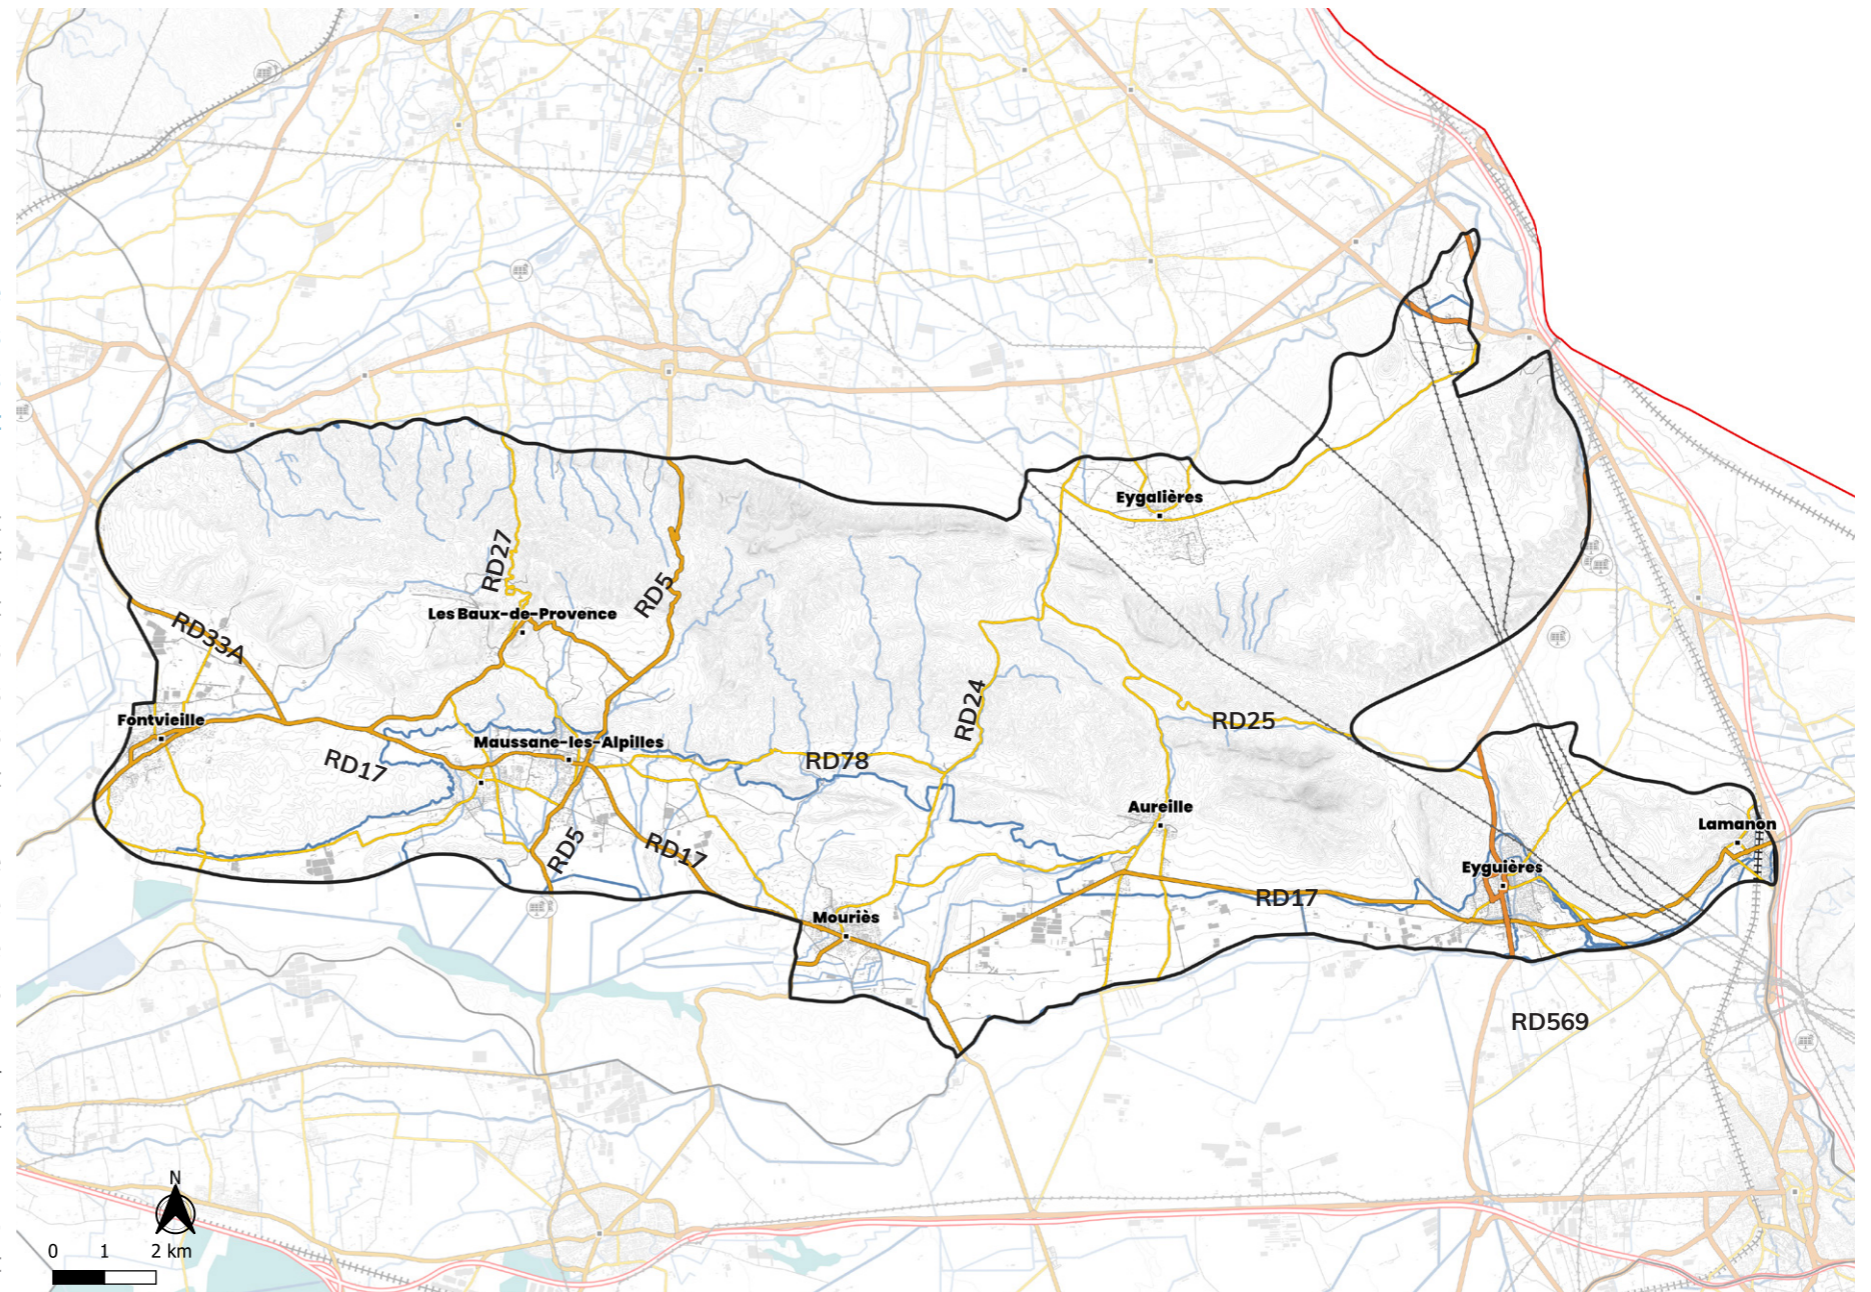 Eygalières
RD27
RD5
Les Baux-de-Provence
RD33A
RD24
Fontvieille
RD25
Maussane-les-Alpilles
RD17
RD78
Aureille
Lamanon
RD5
RD17
Eyguières
RD17
Mouriès
RD569
N
0 1 2 km